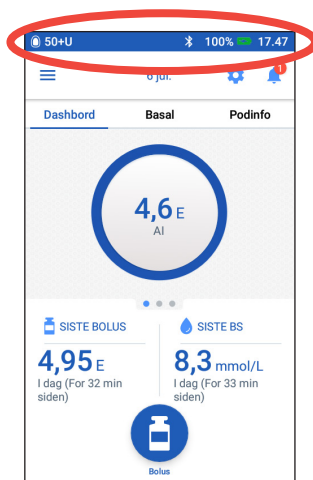 50+U 100% 17.47
6 jul. 1
Dashbord Basal Podinfo
4,6 E
AI
SISTE BOLUS
4,95 E
I dag (For 32 min
siden)
SISTE BS
8,3 mmol/L
I dag (For 33 min
siden)
Bolus